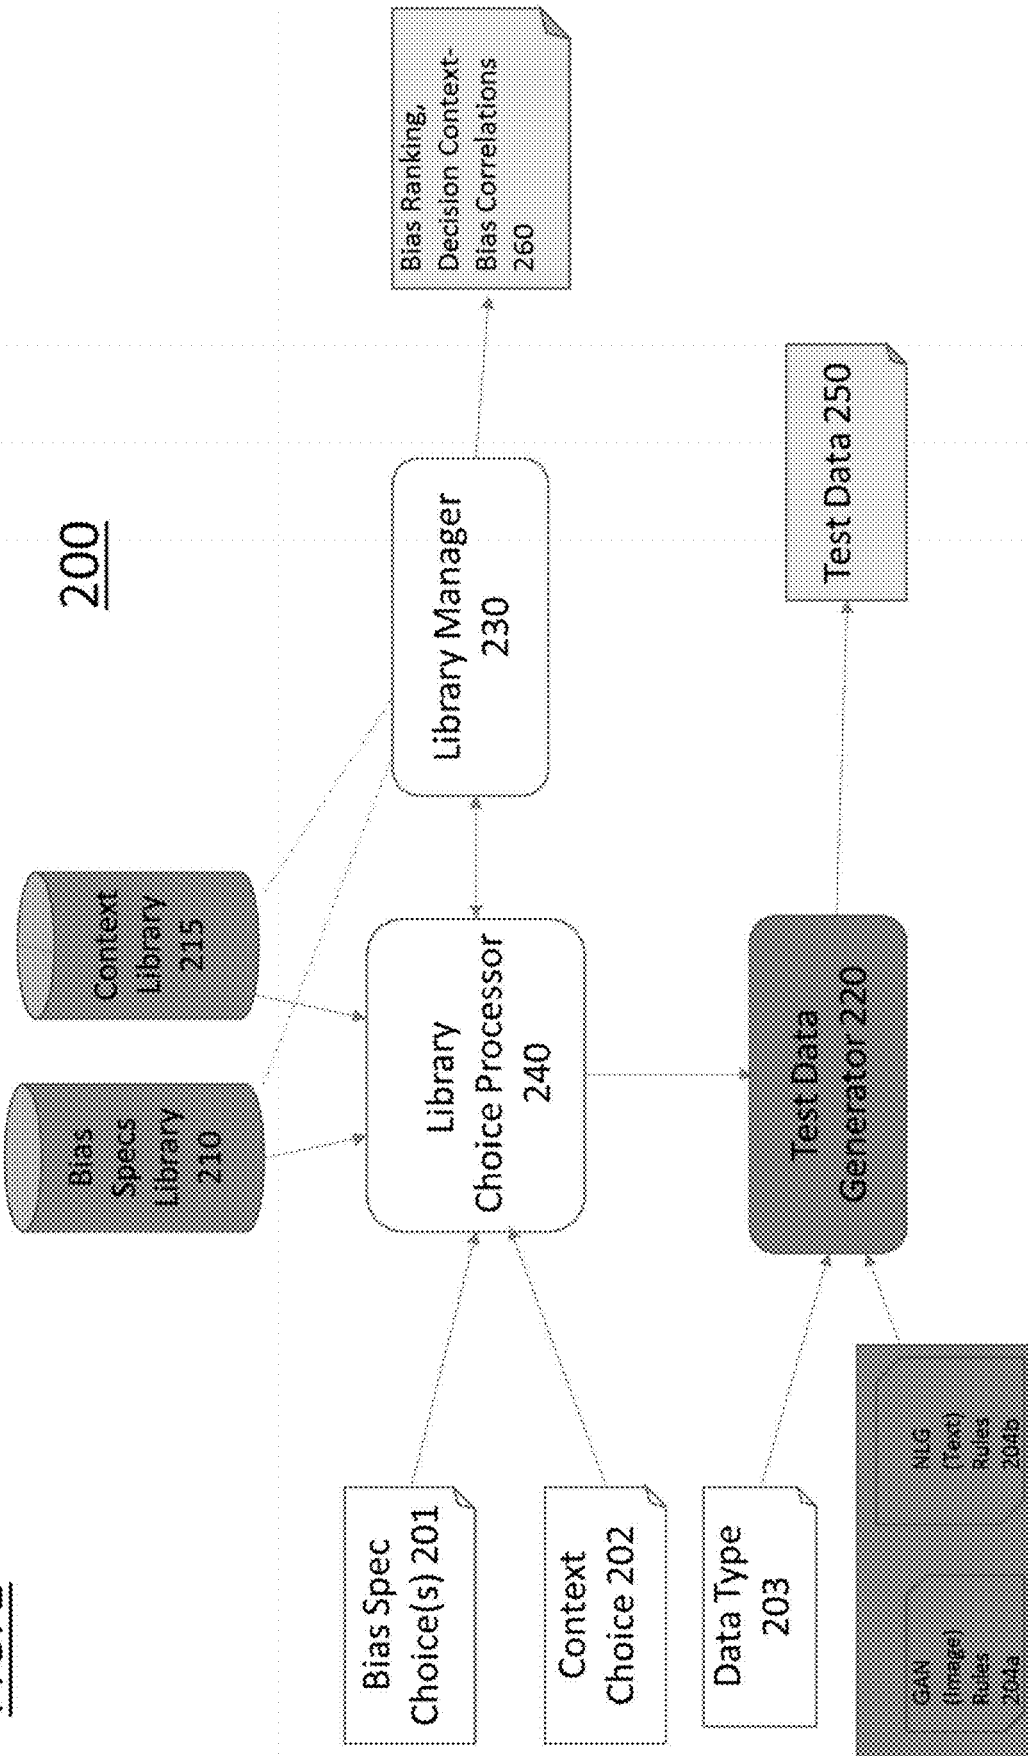 200
Bias
Specs
Library
210
Context
Library
215
Bias Spec
Choice(s) 201
Context
Choice 202
Library
Choice Processor
240
Library Manager
230
Bias Ranking,
Decision Context-
Bias Correlations
260
Data Type
203
GAN
(Image)
Rules
204a
NLG
(Text)
Rules
204b
Test Data
Generator 220
Test Data 250